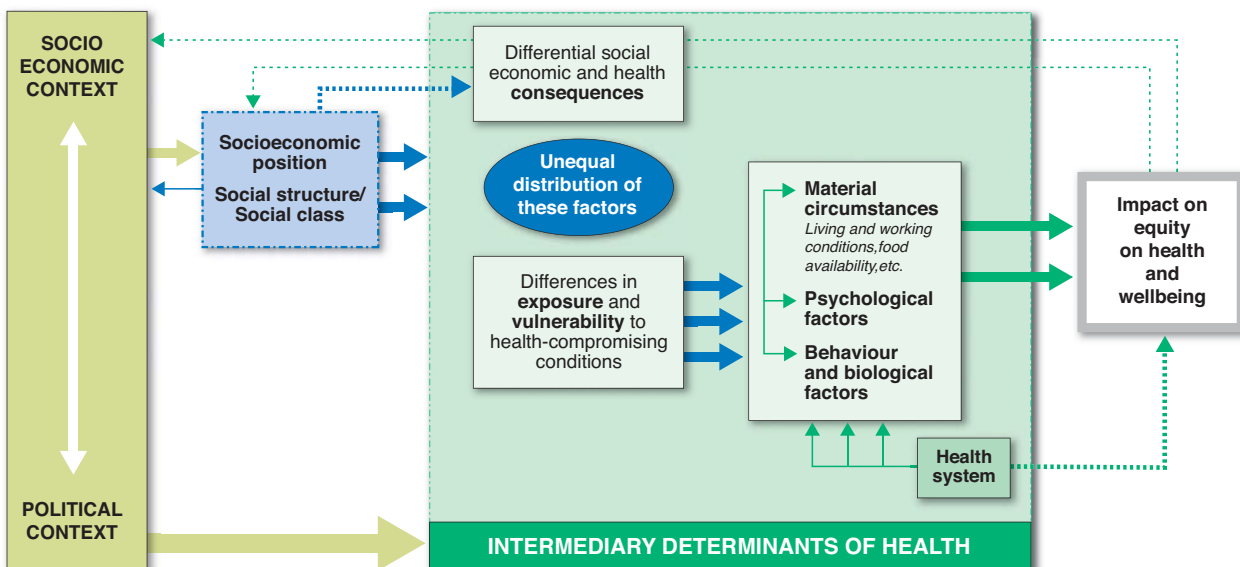 SOCIO
ECONOMIC
CONTEXT
POLITICAL
CONTEXT
Socioeconomic
position
Social structure/
Social class
Differential social
economic and health
consequences
Unequal
distribution of
these factors
Differences in
exposure and
vulnerability to
health-compromising
conditions
Material
circumstances
Living and working
conditions,food
availability,etc.
Psychological
factors
Behaviour
and biological
factors
Health
system
INTERMEDIARY DETERMINANTS OF HEALTH
Impact on
equity
on health
and
wellbeing